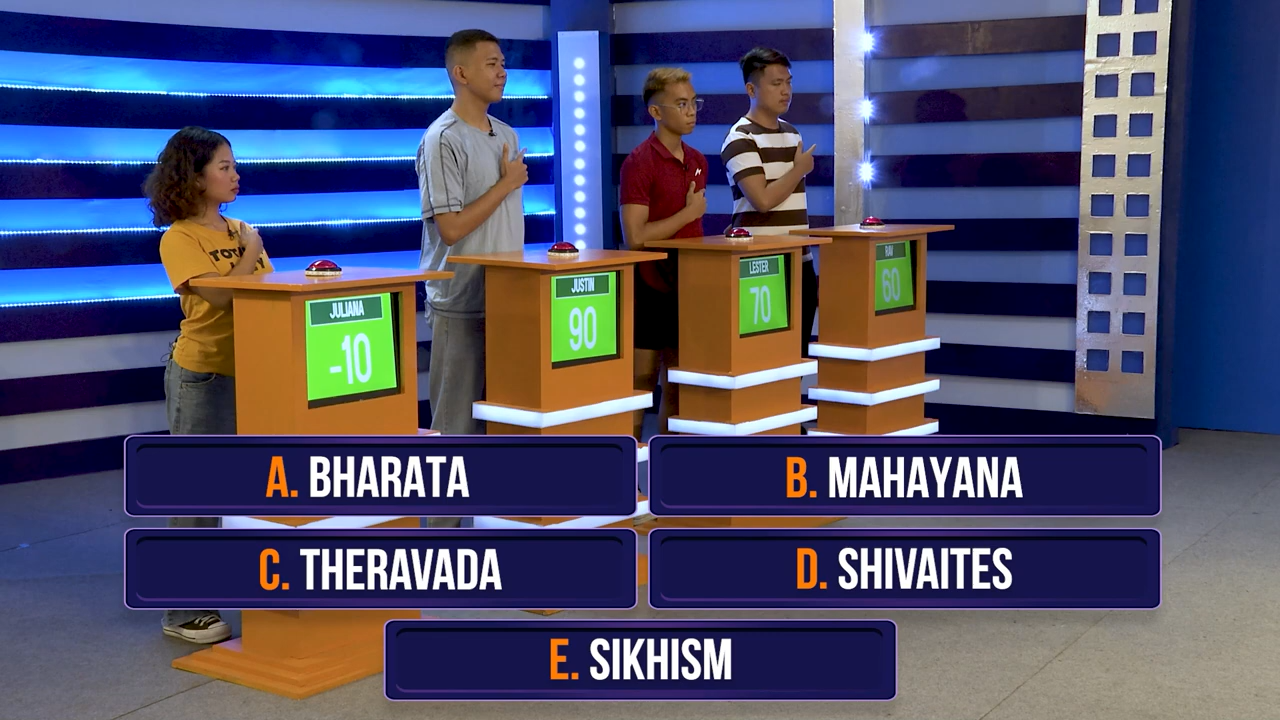 JULIANA
-10
JUSTIN
90
LESTER
70
60
A. BHARATA
B. MAHAYANA
C. THERAVADA
D. SHIVAITES
E. SIKHISM